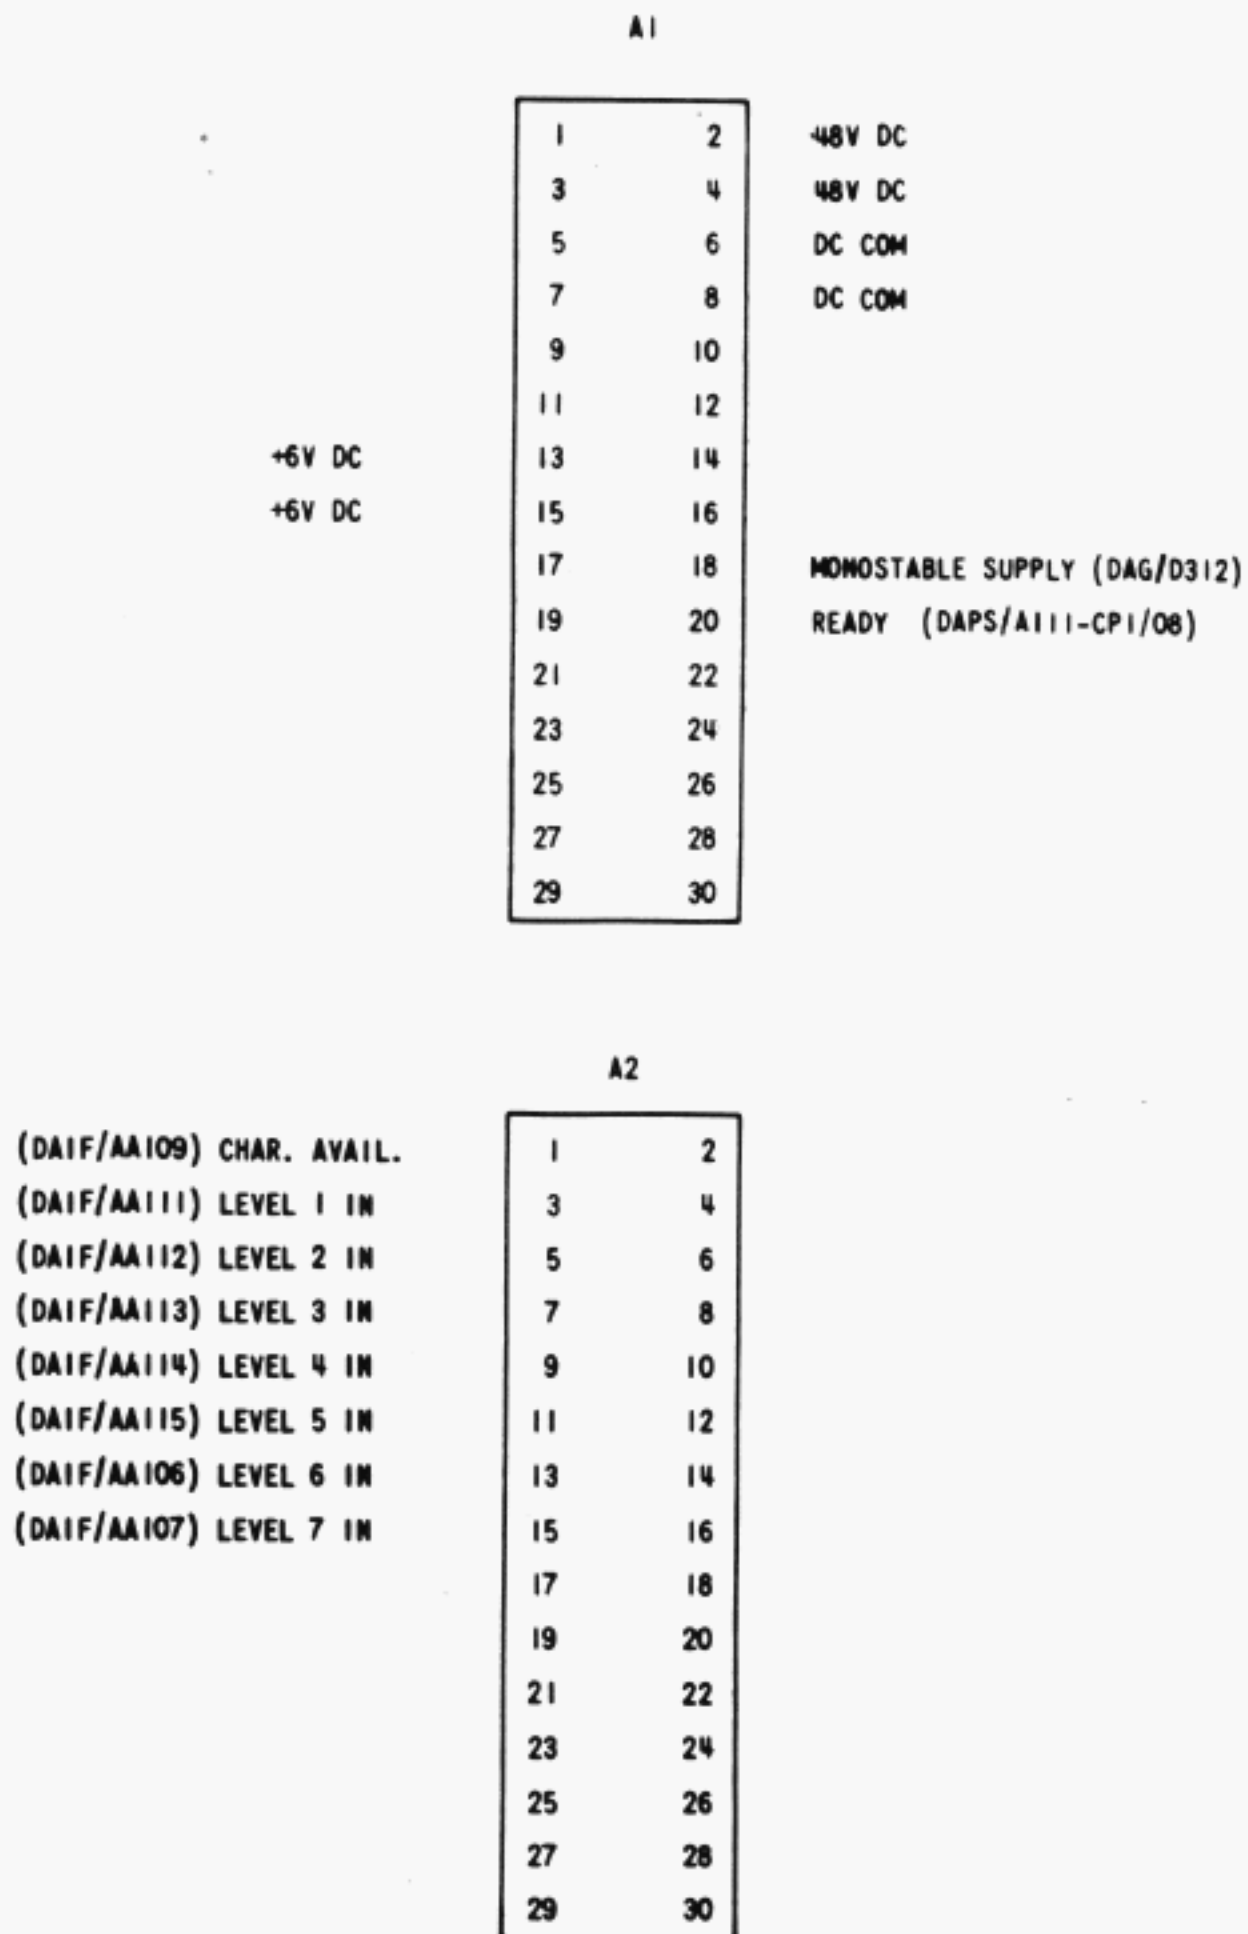 A1
1 2 48V DC
3 4 48V DC
5 6 DC COM
7 8 DC COM
9 10
11 12
+6V DC 13 14
+6V DC 15 16
17 18 MONOSTABLE SUPPLY (DAG/D312)
19 20 READY (DAPS/A111-CP1/08)
21 22
23 24
25 26
27 28
29 30
A2
(DAIF/AA109) CHAR. AVAIL. 1 2
(DAIF/AA111) LEVEL 1 IN 3 4
(DAIF/AA112) LEVEL 2 IN 5 6
(DAIF/AA113) LEVEL 3 IN 7 8
(DAIF/AA114) LEVEL 4 IN 9 10
(DAIF/AA115) LEVEL 5 IN 11 12
(DAIF/AA106) LEVEL 6 IN 13 14
(DAIF/AA107) LEVEL 7 IN 15 16
17 18
19 20
21 22
23 24
25 26
27 28
29 30